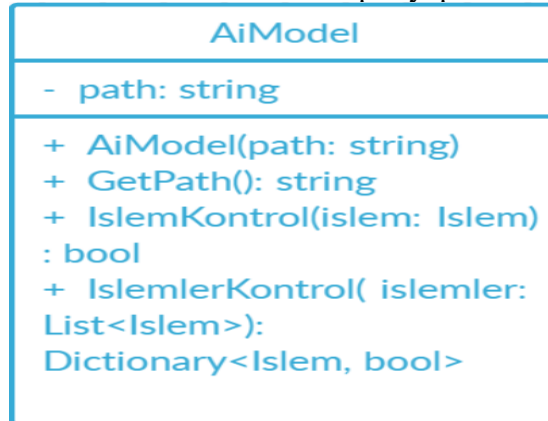 AiModel
- path: string
+ AiModel(path: string)
+ GetPath(): string
+ IslemKontrol(islem: Islem)
: bool
+ IslemlerKontrol( islemler:
List<Islem>):
Dictionary<Islem, bool>